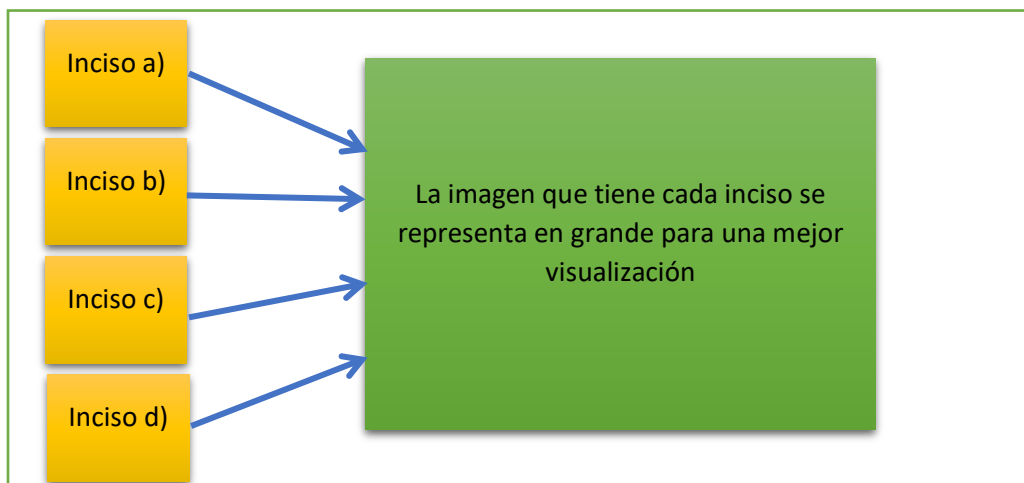 Inciso a)
Inciso b)
Inciso c)
Inciso d)
La imagen que tiene cada inciso se
representa en grande para una mejor
visualización